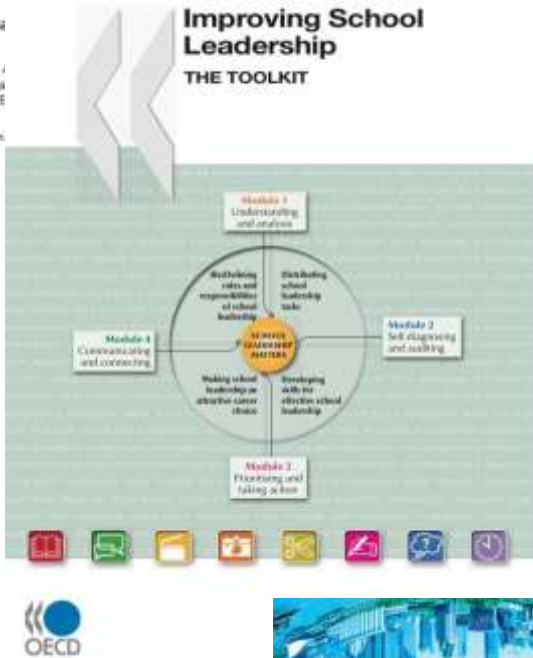 Improving School
Leadership
THE TOOLKIT
Module 1
Understanding
and analysis
(Re)Defining
roles and
responsibilities
of school
leadership
Distributing
school
leadership
tasks
SCHOOL
LEADERSHIP
MATTERS
Module 4
Communicating
and connecting
Module 2
Self diagnosing
and auditing
Making school
leadership an
attractive career
choice
Developing
skills for
effective school
leadership
Module 3
Prioritising and
taking action
OECD